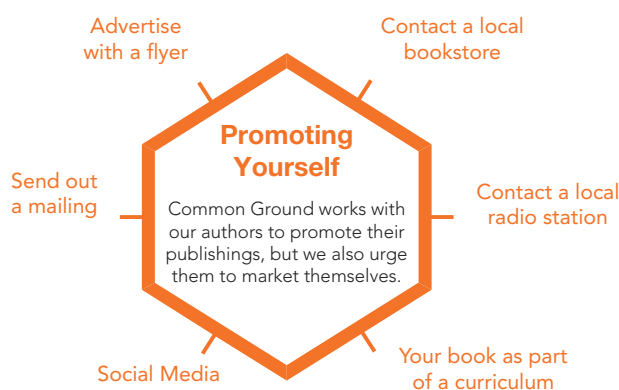 Advertise
with a flyer
Contact a local
bookstore
Promoting
Yourself
Common Ground works with
our authors to promote their
publishings, but we also urge
them to market themselves.
Send out
a mailing
Contact a local
radio station
Social Media
Your book as part
of a curriculum